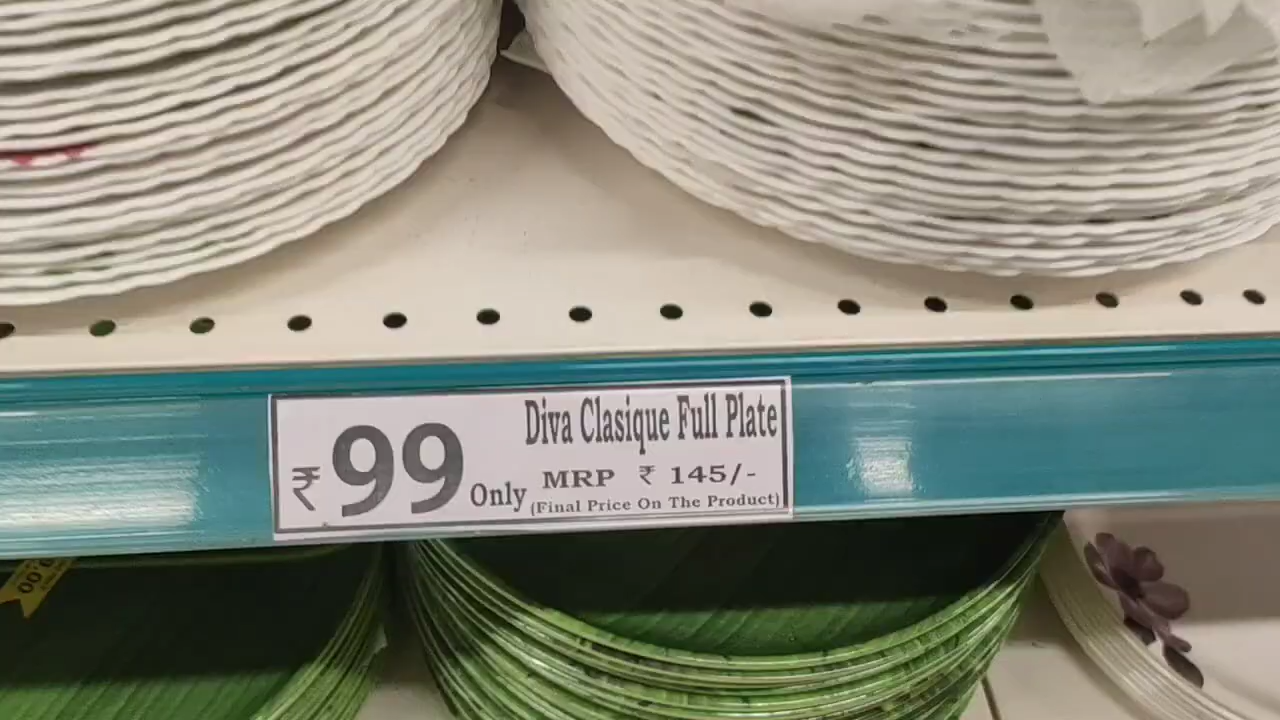 ₹ 99 Only
Diva Clasique Full Plate
MRP ₹ 145/-
(Final Price On The Product)